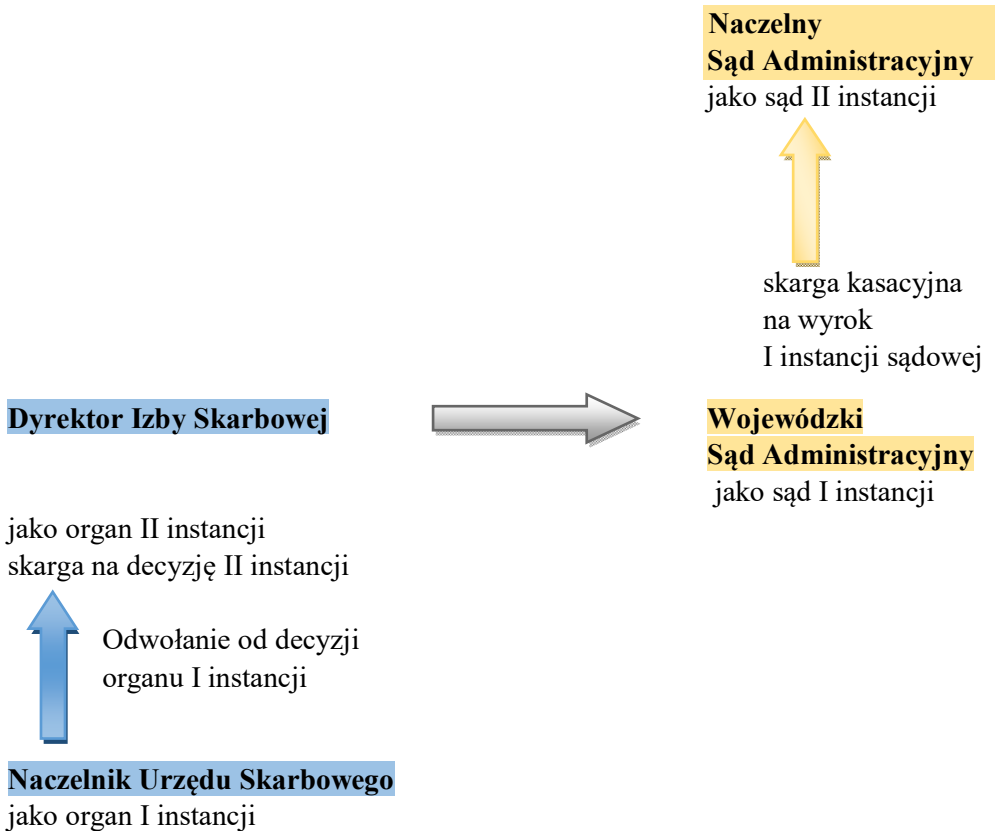 Naczelny
Sąd Administracyjny
jako sąd II instancji
skarga kasacyjna
na wyrok
I instancji sądowej
Dyrektor Izby Skarbowej
Wojewódzki
Sąd Administracyjny
jako sąd I instancji
jako organ II instancji
skarga na decyzję II instancji
Odwołanie od decyzji
organu I instancji
Naczelnik Urzędu Skarbowego
jako organ I instancji